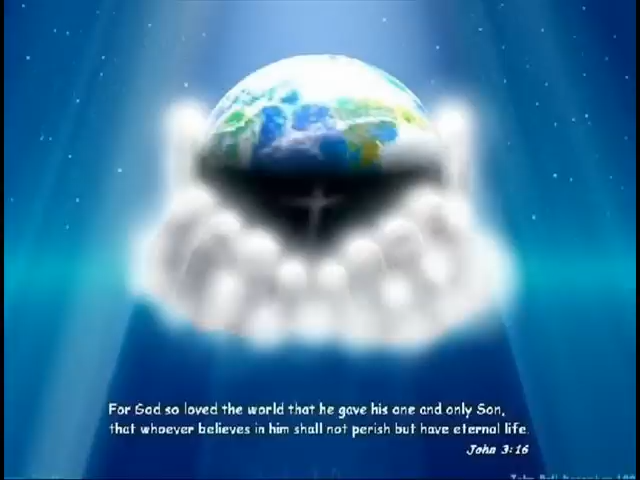 For God so loved the world that he gave his one and only Son,
that whoever believes in him shall not perish but have eternal life.
John 3:16